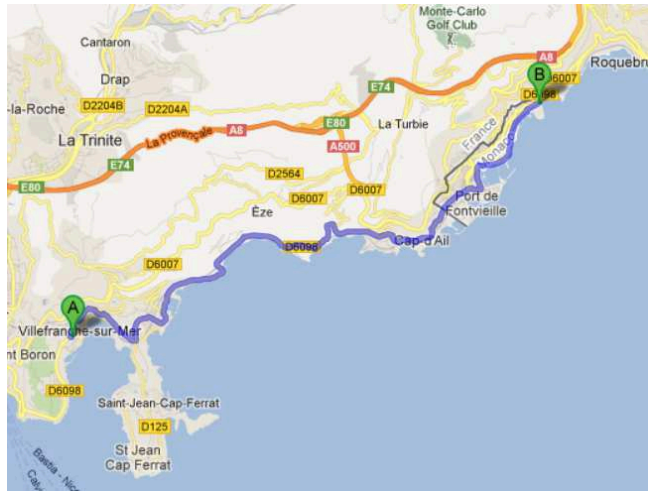 Monte-Carlo
Golf Club
Cantaron
Drap
A8
Roquebru
E74
B
D6007
D6098
-la-Roche
D2204B
D2204A
E80
La Turbie
La Trinite
La Provençale
A8
France
Monaco
E74
A500
E80
D2564
D6007
Port de
Fontvieille
D6007
Èze
D6098
Cap d'Ail
D6007
A
Villefranche-sur-Mer
nt Boron
D6098
Saint-Jean-Cap-Ferrat
D125
St Jean
Cap Ferrat
Bastia - Nic